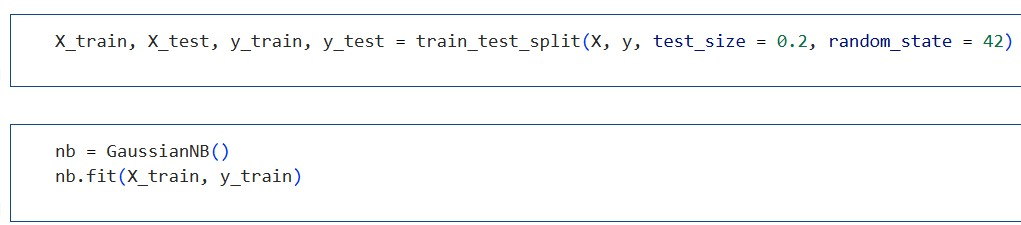 X_train, X_test, y_train, y_test = train_test_split(X, y, test_size = 0.2, random_state = 42)
nb = GaussianNB()
nb.fit(X_train, y_train)